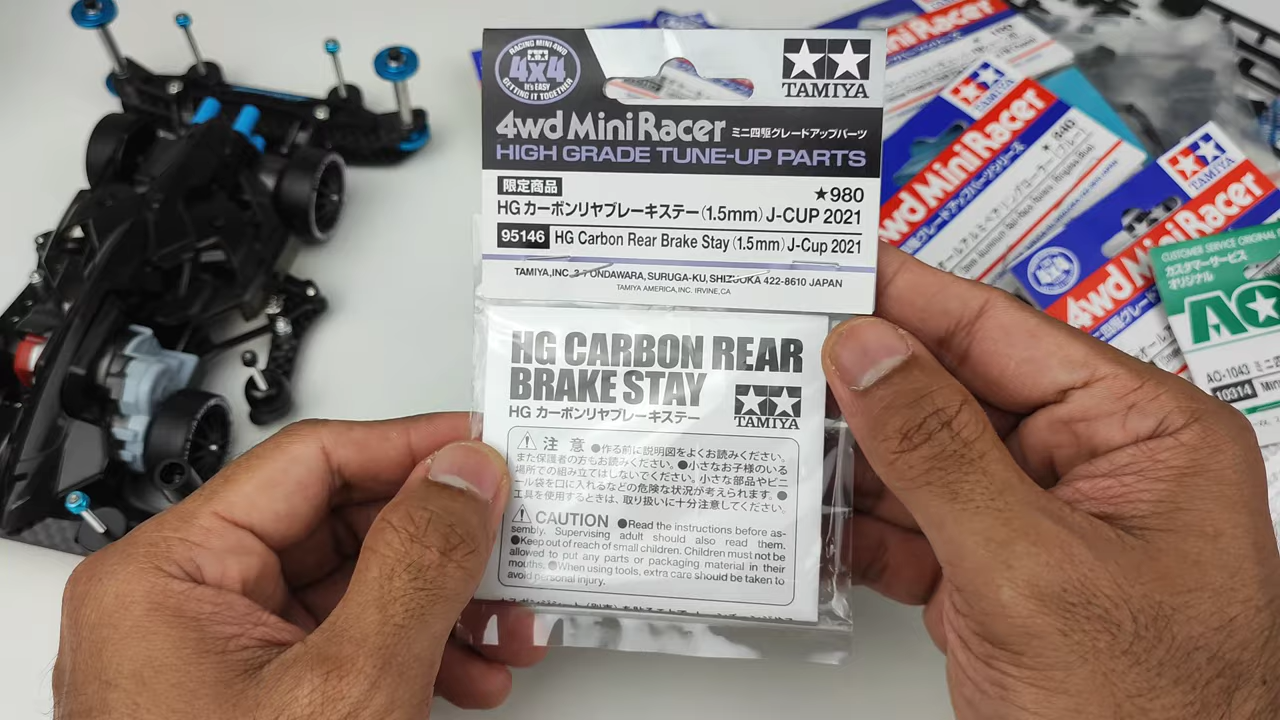 RACING MINI 4WD
4x4
It's EASY
GETTING IT TOGETHER
TAMIYA
4wd Mini Racer ミニ四駆グレードアップパーツ
HIGH GRADE TUNE-UP PARTS
限定商品
★980
HG カーボンリヤブレーキステー(1.5mm) J-CUP 2021
95146 HG Carbon Rear Brake Stay (1.5mm) J-Cup 2021
TAMIYA, INC. 3-7 ONDAWARA, SURUGA-KU, SHIZUOKA 422-8610 JAPAN
TAMIYA AMERICA, INC. IRVINE, CA
HG CARBON REAR
BRAKE STAY
HG カーボンリヤブレーキステー
TAMIYA
注 意 ●作る前に説明図をよくお読みください。
また保護者の方もお読みください。●小さなお子様のいる
場所での組み立てはしないでください。小さな部品やビニ
ール袋を口に入れるなどの危険な状況が考えられます。●
工具を使用するときは、取り扱いに十分注意してください。
CAUTION ●Read the instructions before as-
sembly. Supervising adult should also read them.
●Keep out of reach of small children. Children must not be
allowed to put any parts or packaging material in their
mouths. ●When using tools, extra care should be taken to
avoid personal injury.
Mini Racer
TAMIYA
wd Mini Racer
TAMIYA
4x4
4wd Mini Racer
CUSTOMER SERVICE ORIGINAL
カスタマーサービス
オリジナル
AO
AO-1043 ミニ四
10314 Mini